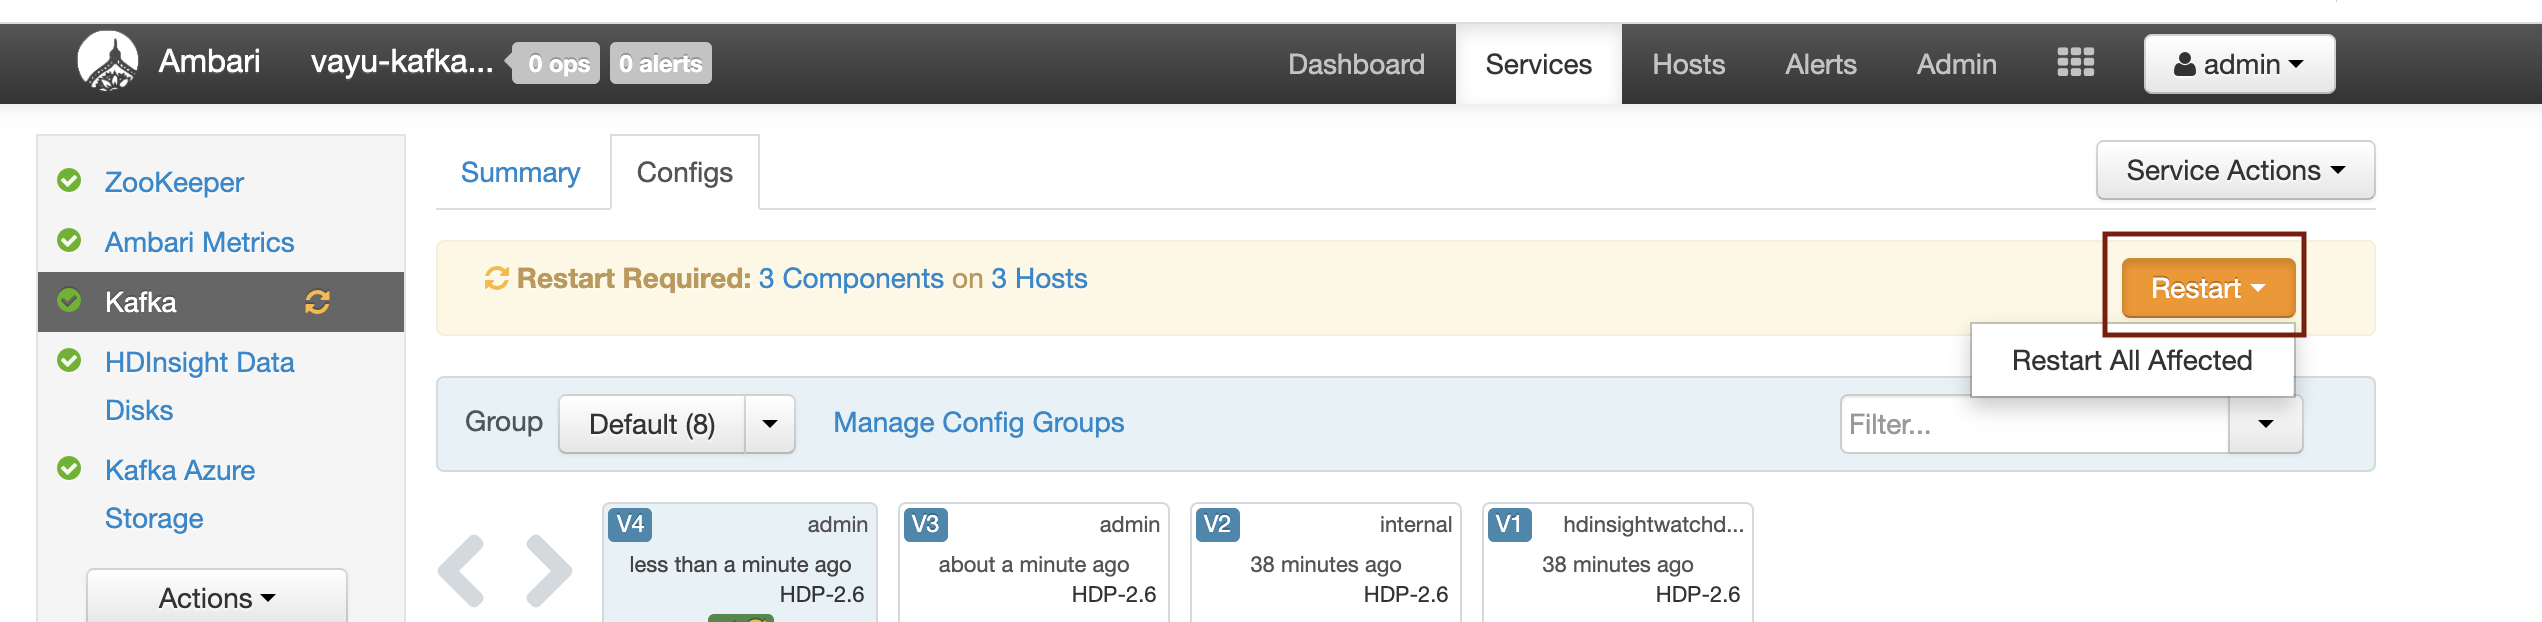 Ambari vayu-kafka... 0 ops 0 alerts Dashboard Services Hosts Alerts Admin admin
ZooKeeper
Ambari Metrics
Kafka
HDInsight Data
Disks
Kafka Azure
Storage
Actions
Summary Configs Service Actions
Restart Required: 3 Components on 3 Hosts Restart
Restart All Affected
Group Default (8) Manage Config Groups Filter...
V4 admin
less than a minute ago
HDP-2.6
V3 admin
about a minute ago
HDP-2.6
V2 internal
38 minutes ago
HDP-2.6
V1 hdinsightwatchd...
38 minutes ago
HDP-2.6